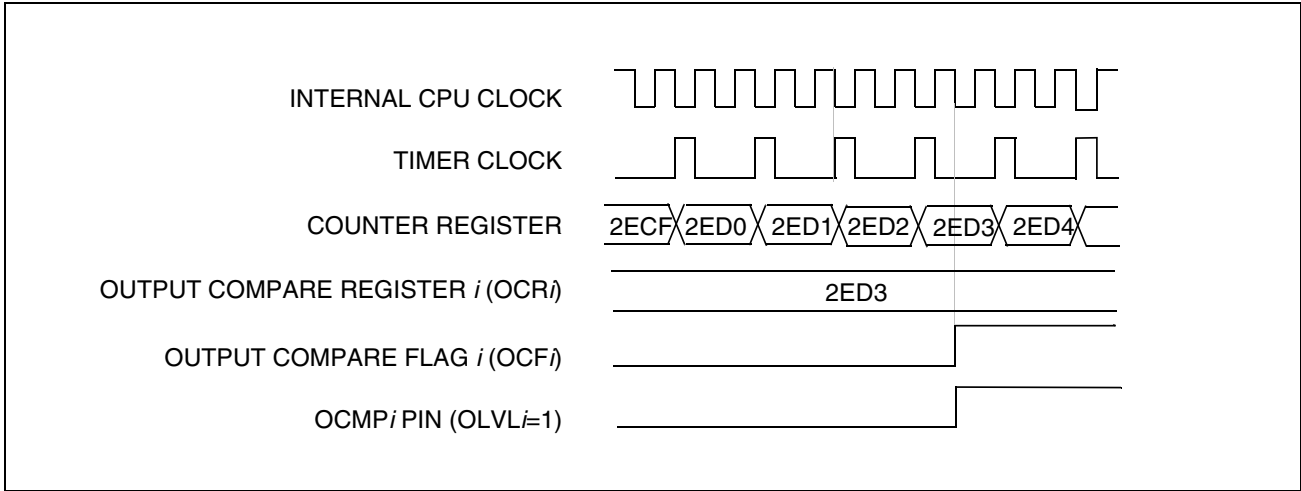 INTERNAL CPU CLOCK
TIMER CLOCK
COUNTER REGISTER 2ECF 2ED0 2ED1 2ED2 2ED3 2ED4
OUTPUT COMPARE REGISTER i (OCRi) 2ED3
OUTPUT COMPARE FLAG i (OCFi)
OCMPi PIN (OLVLi=1)